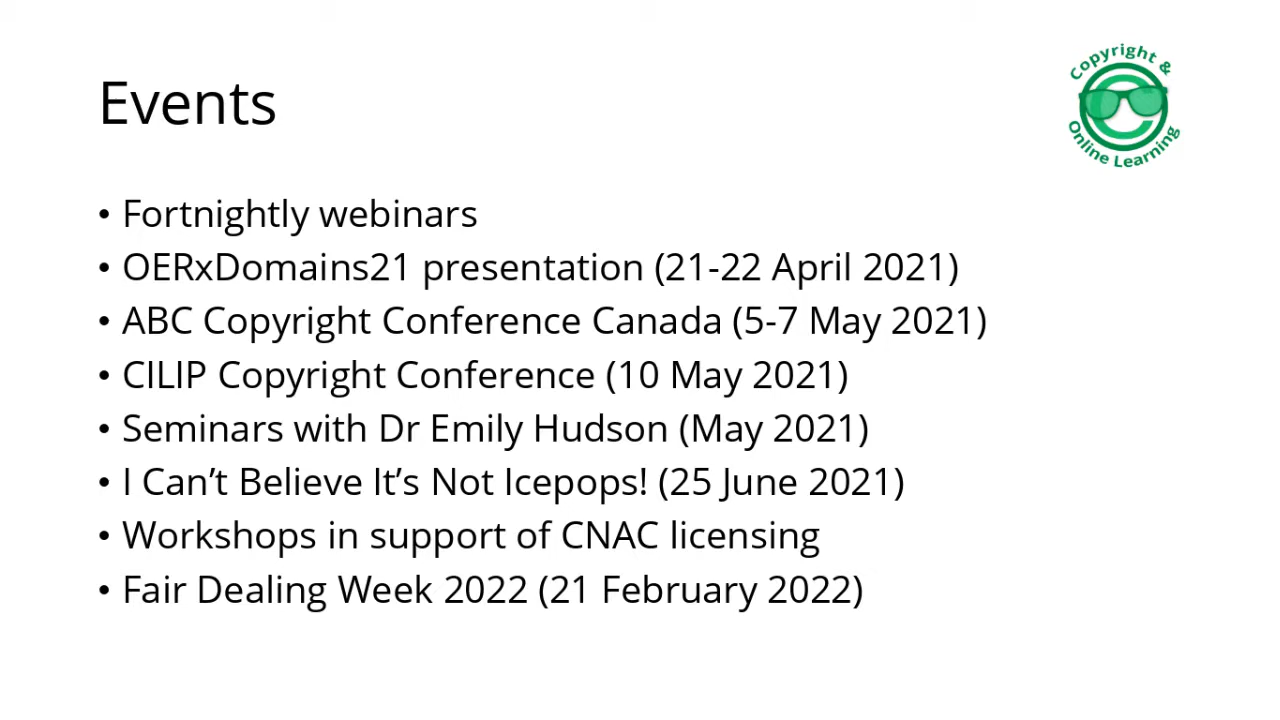 Events
Copyright &
Online Learning
• Fortnightly webinars
• OERxDomains21 presentation (21-22 April 2021)
• ABC Copyright Conference Canada (5-7 May 2021)
• CILIP Copyright Conference (10 May 2021)
• Seminars with Dr Emily Hudson (May 2021)
• I Can’t Believe It’s Not Icepops! (25 June 2021)
• Workshops in support of CNAC licensing
• Fair Dealing Week 2022 (21 February 2022)